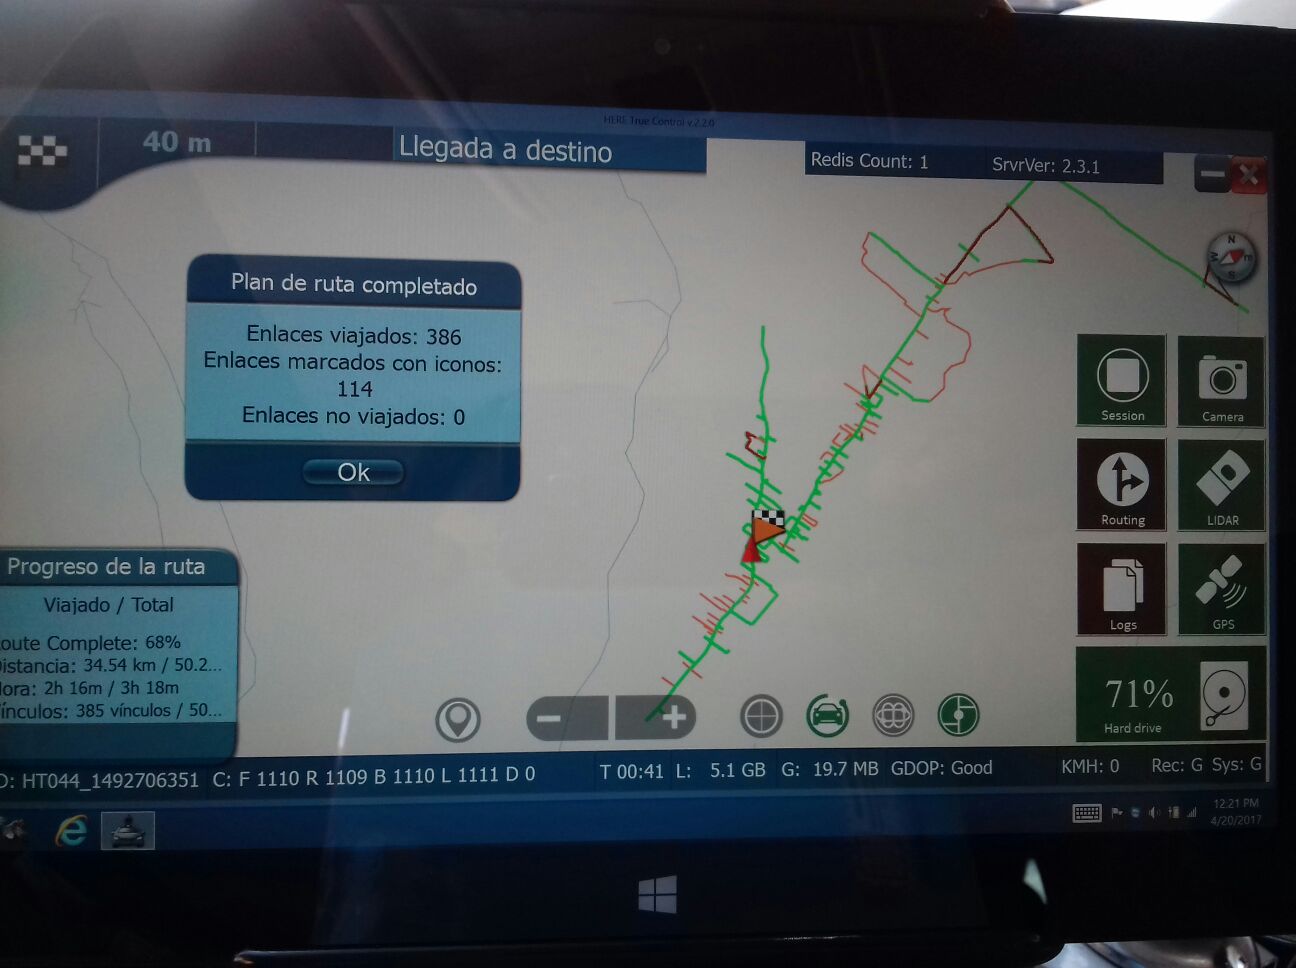 HERE True Control v.2.2.0
40 m
Llegada a destino
Redis Count: 1
SrvrVer: 2.3.1
N
W
S
Plan de ruta completado
Enlaces viajados: 386
Enlaces marcados con iconos:
114
Enlaces no viajados: 0
Ok
Session
Camera
Routing
LIDAR
Logs
GPS
71%
Hard drive
Progreso de la ruta
Viajado / Total
oute Complete: 68%
istancia: 34.54 km / 50.2...
ora: 2h 16m / 3h 18m
ínculos: 385 vínculos / 50...
D: HT044_1492706351 C: F 1110 R 1109 B 1110 L 1111 D 0
T 00:41 L: 5.1 GB G: 19.7 MB GDOP: Good
KMH: 0 Rec: G Sys: G
12:21 PM
4/20/2017